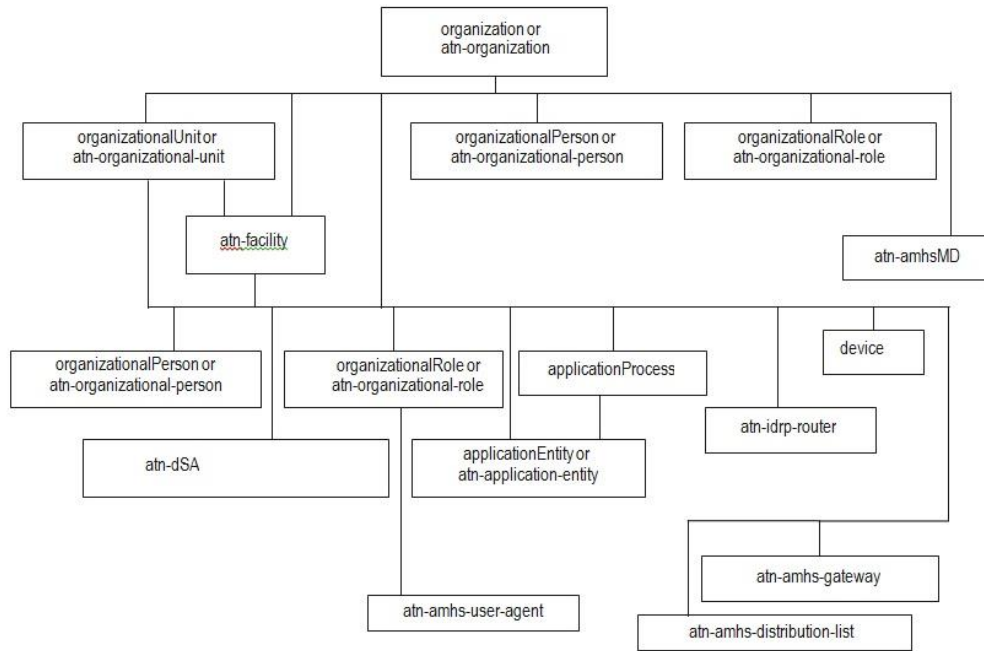 organization or
atn-organization
organizationalUnit or
atn-organizational-unit
organizationalPerson or
atn-organizational-person
organizationalRole or
atn-organizational-role
atn-facility
atn-amhsMD
organizationalPerson or
atn-organizational-person
organizationalRole or
atn-organizational-role
applicationProcess
device
atn-idrp-router
atn-dSA
applicationEntity or
atn-application-entity
atn-amhs-gateway
atn-amhs-user-agent
atn-amhs-distribution-list